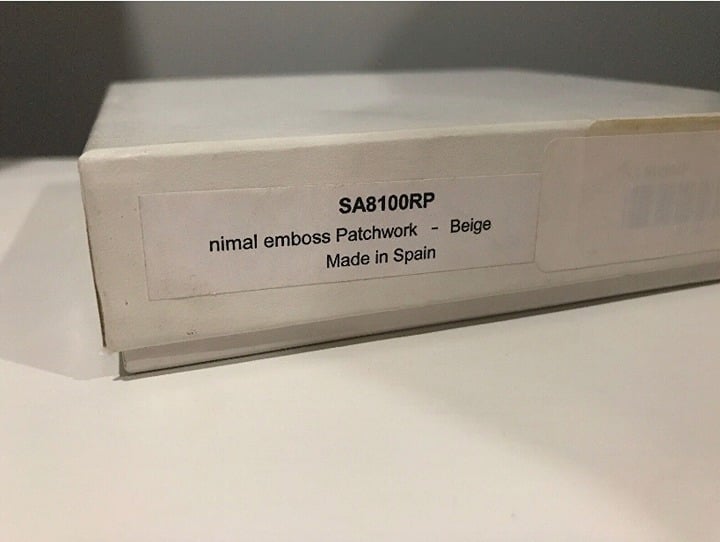 SA8100RP
nimal emboss Patchwork - Beige
Made in Spain